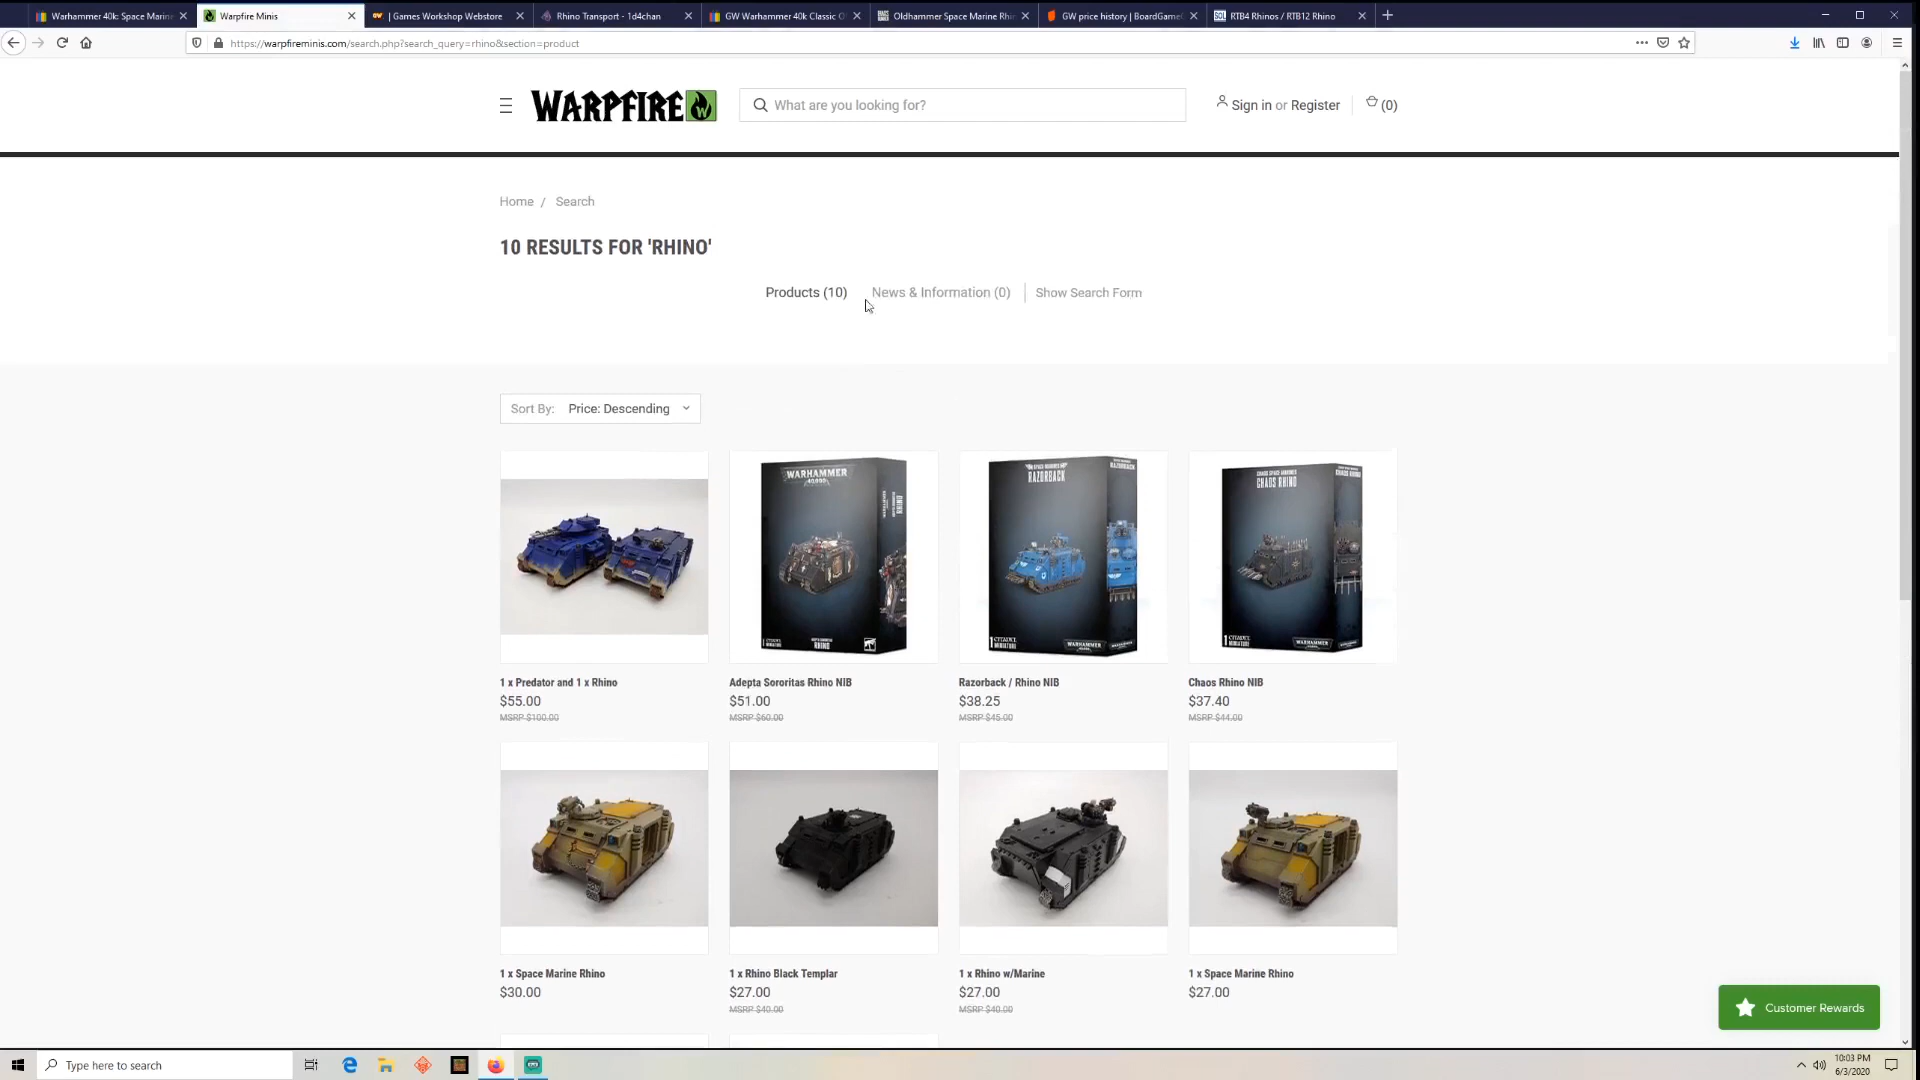 Warhammer 40k: Space Marine
Warpfire Minis
| Games Workshop Webstore
Rhino Transport - 1d4chan
GW Warhammer 40k Classic O
Oldhammer Space Marine Rhin
GW price history | BoardGame
RTB4 Rhinos / RTB12 Rhino
https://warpfireminis.com/search.php?search_query=rhino&section=product
WARPFIRE
What are you looking for?
Sign in or Register
(0)
Home / Search
10 RESULTS FOR 'RHINO'
Products (10)
News & Information (0)
Show Search Form
Sort By: Price: Descending
WARHAMMER
40,000
RHINO
RAZORBACK
WARHAMMER
CHAOS RHINO
WARHAMMER
1 x Predator and 1 x Rhino
$55.00
MSRP $100.00
Adepta Sororitas Rhino NIB
$51.00
MSRP $60.00
Razorback / Rhino NIB
$38.25
MSRP $45.00
Chaos Rhino NIB
$37.40
MSRP $44.00
1 x Space Marine Rhino
$30.00
1 x Rhino Black Templar
$27.00
MSRP $40.00
1 x Rhino w/Marine
$27.00
MSRP $40.00
1 x Space Marine Rhino
$27.00
Customer Rewards
Type here to search
10:03 PM
6/3/2020